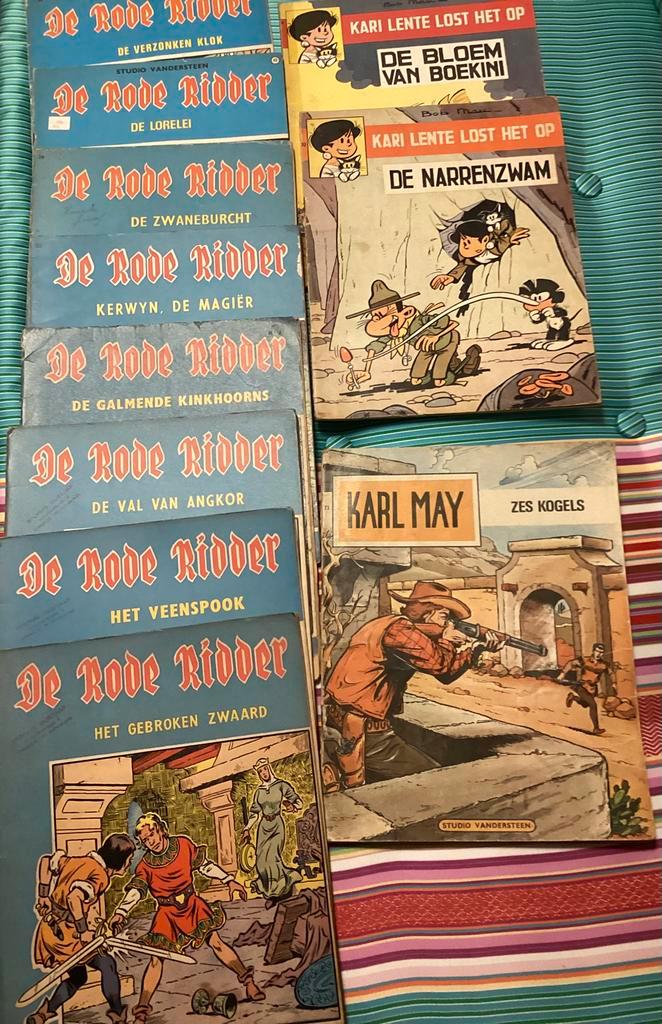 De Rode Ridder
DE VERZONKEN KLOK
STUDIO VANDERSTEEN
De Rode Ridder
DE LORELEI
De Rode Ridder
DE ZWANEBURCHT
De Rode Ridder
KERWYN, DE MAGIËR
De Rode Ridder
DE GALMENDE KINKHOORNS
De Rode Ridder
DE VAL VAN ANGKOR
De Rode Ridder
HET VEENSPOOK
De Rode Ridder
HET GEBROKEN ZWAARD
KARI LENTE LOST HET OP
DE BLOEM
VAN BOEKINI
Bob Mau
KARI LENTE LOST HET OP
DE NARRENZWAM
KARL MAY
ZES KOGELS
STUDIO VANDERSTEEN